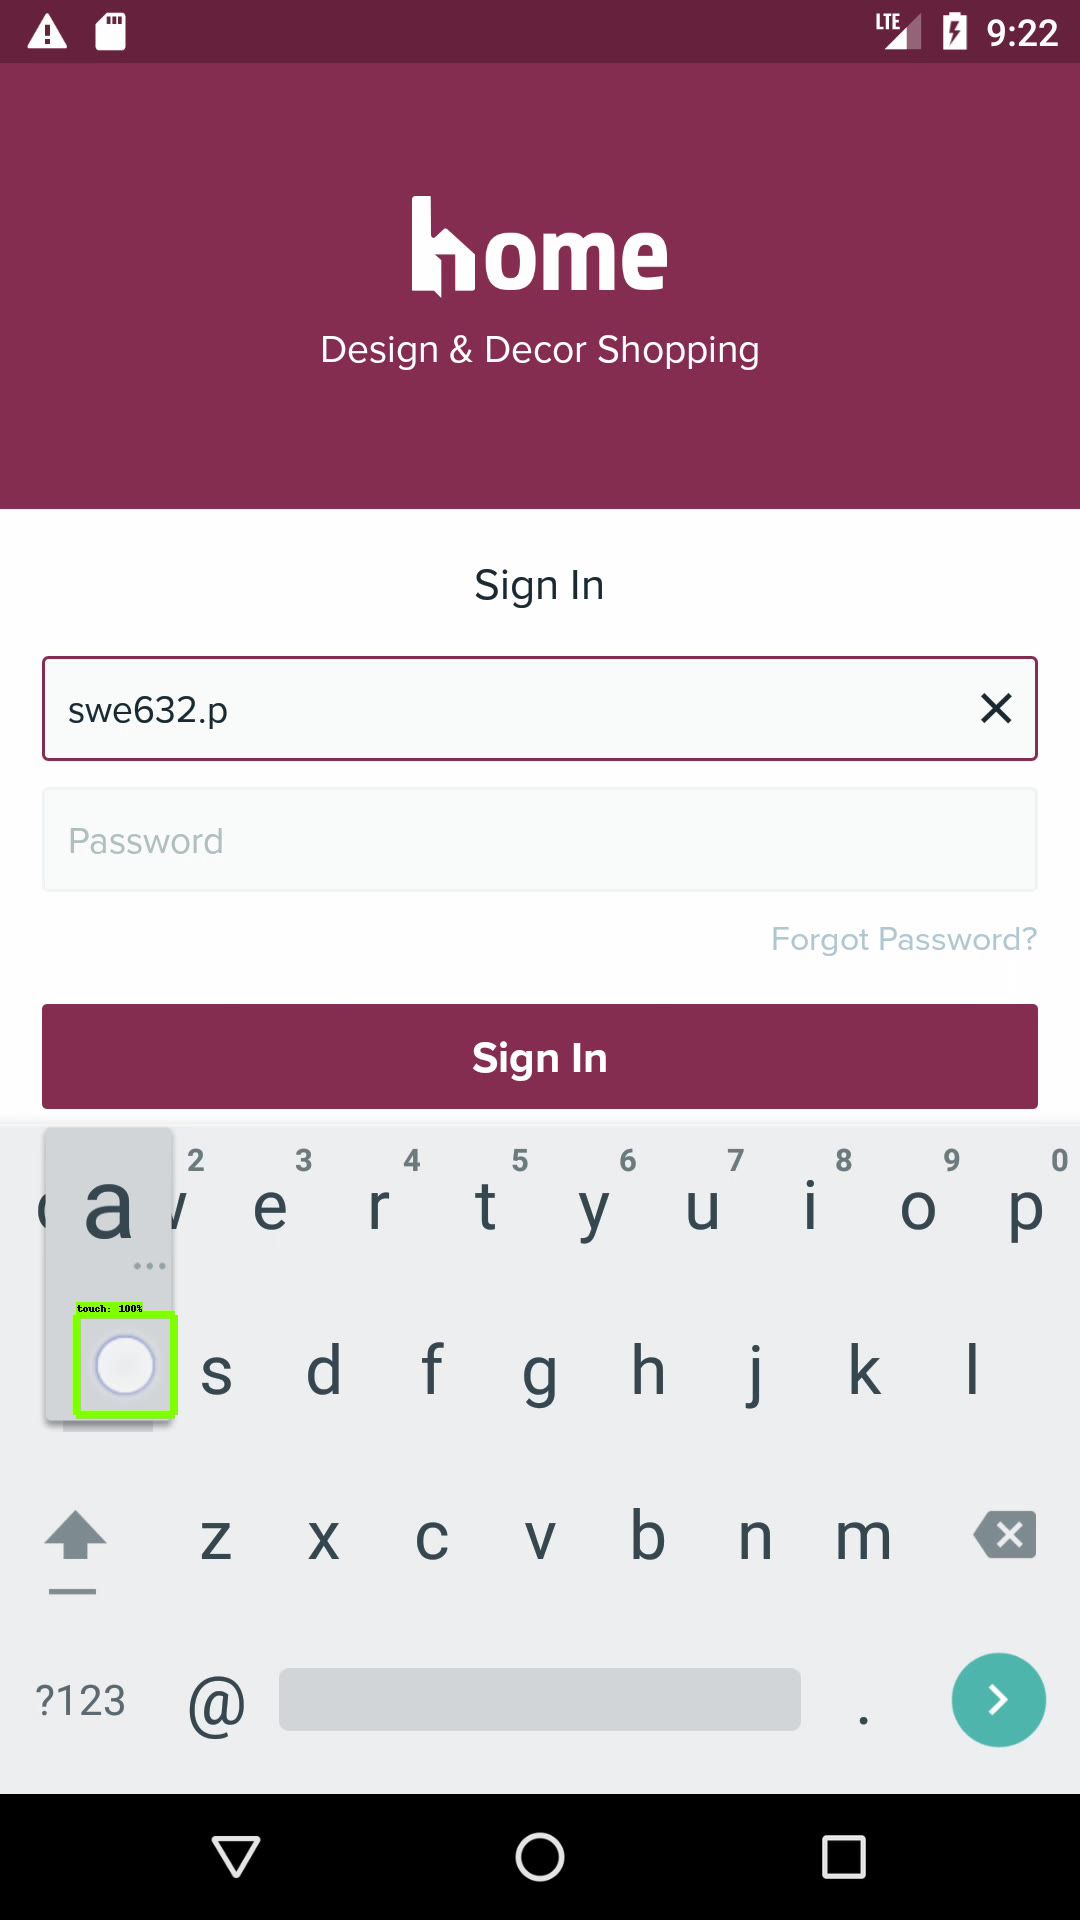 LTE 9:22
home
Design & Decor Shopping
Sign In
swe632.p
Password
Forgot Password?
Sign In
2 3 4 5 6 7 8 9 0
a e r t y u i o p
touch: 100%
s d f g h j k l
z x c v b n m
?123 @ .